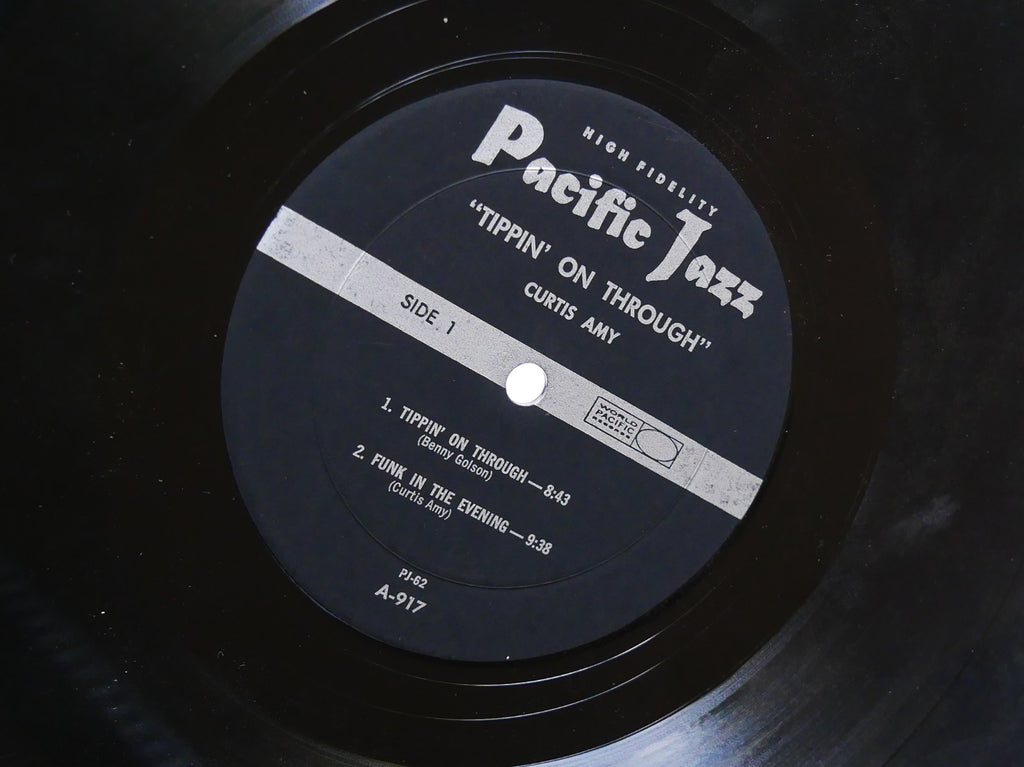 HIGH FIDELITY
Pacific Jazz
"TIPPIN' ON THROUGH"
CURTIS AMY
SIDE 1
WORLD
PACIFIC
1. TIPPIN' ON THROUGH — 8:43
(Benny Golson)
2. FUNK IN THE EVENING — 9:38
(Curtis Amy)
PJ-62
A-917